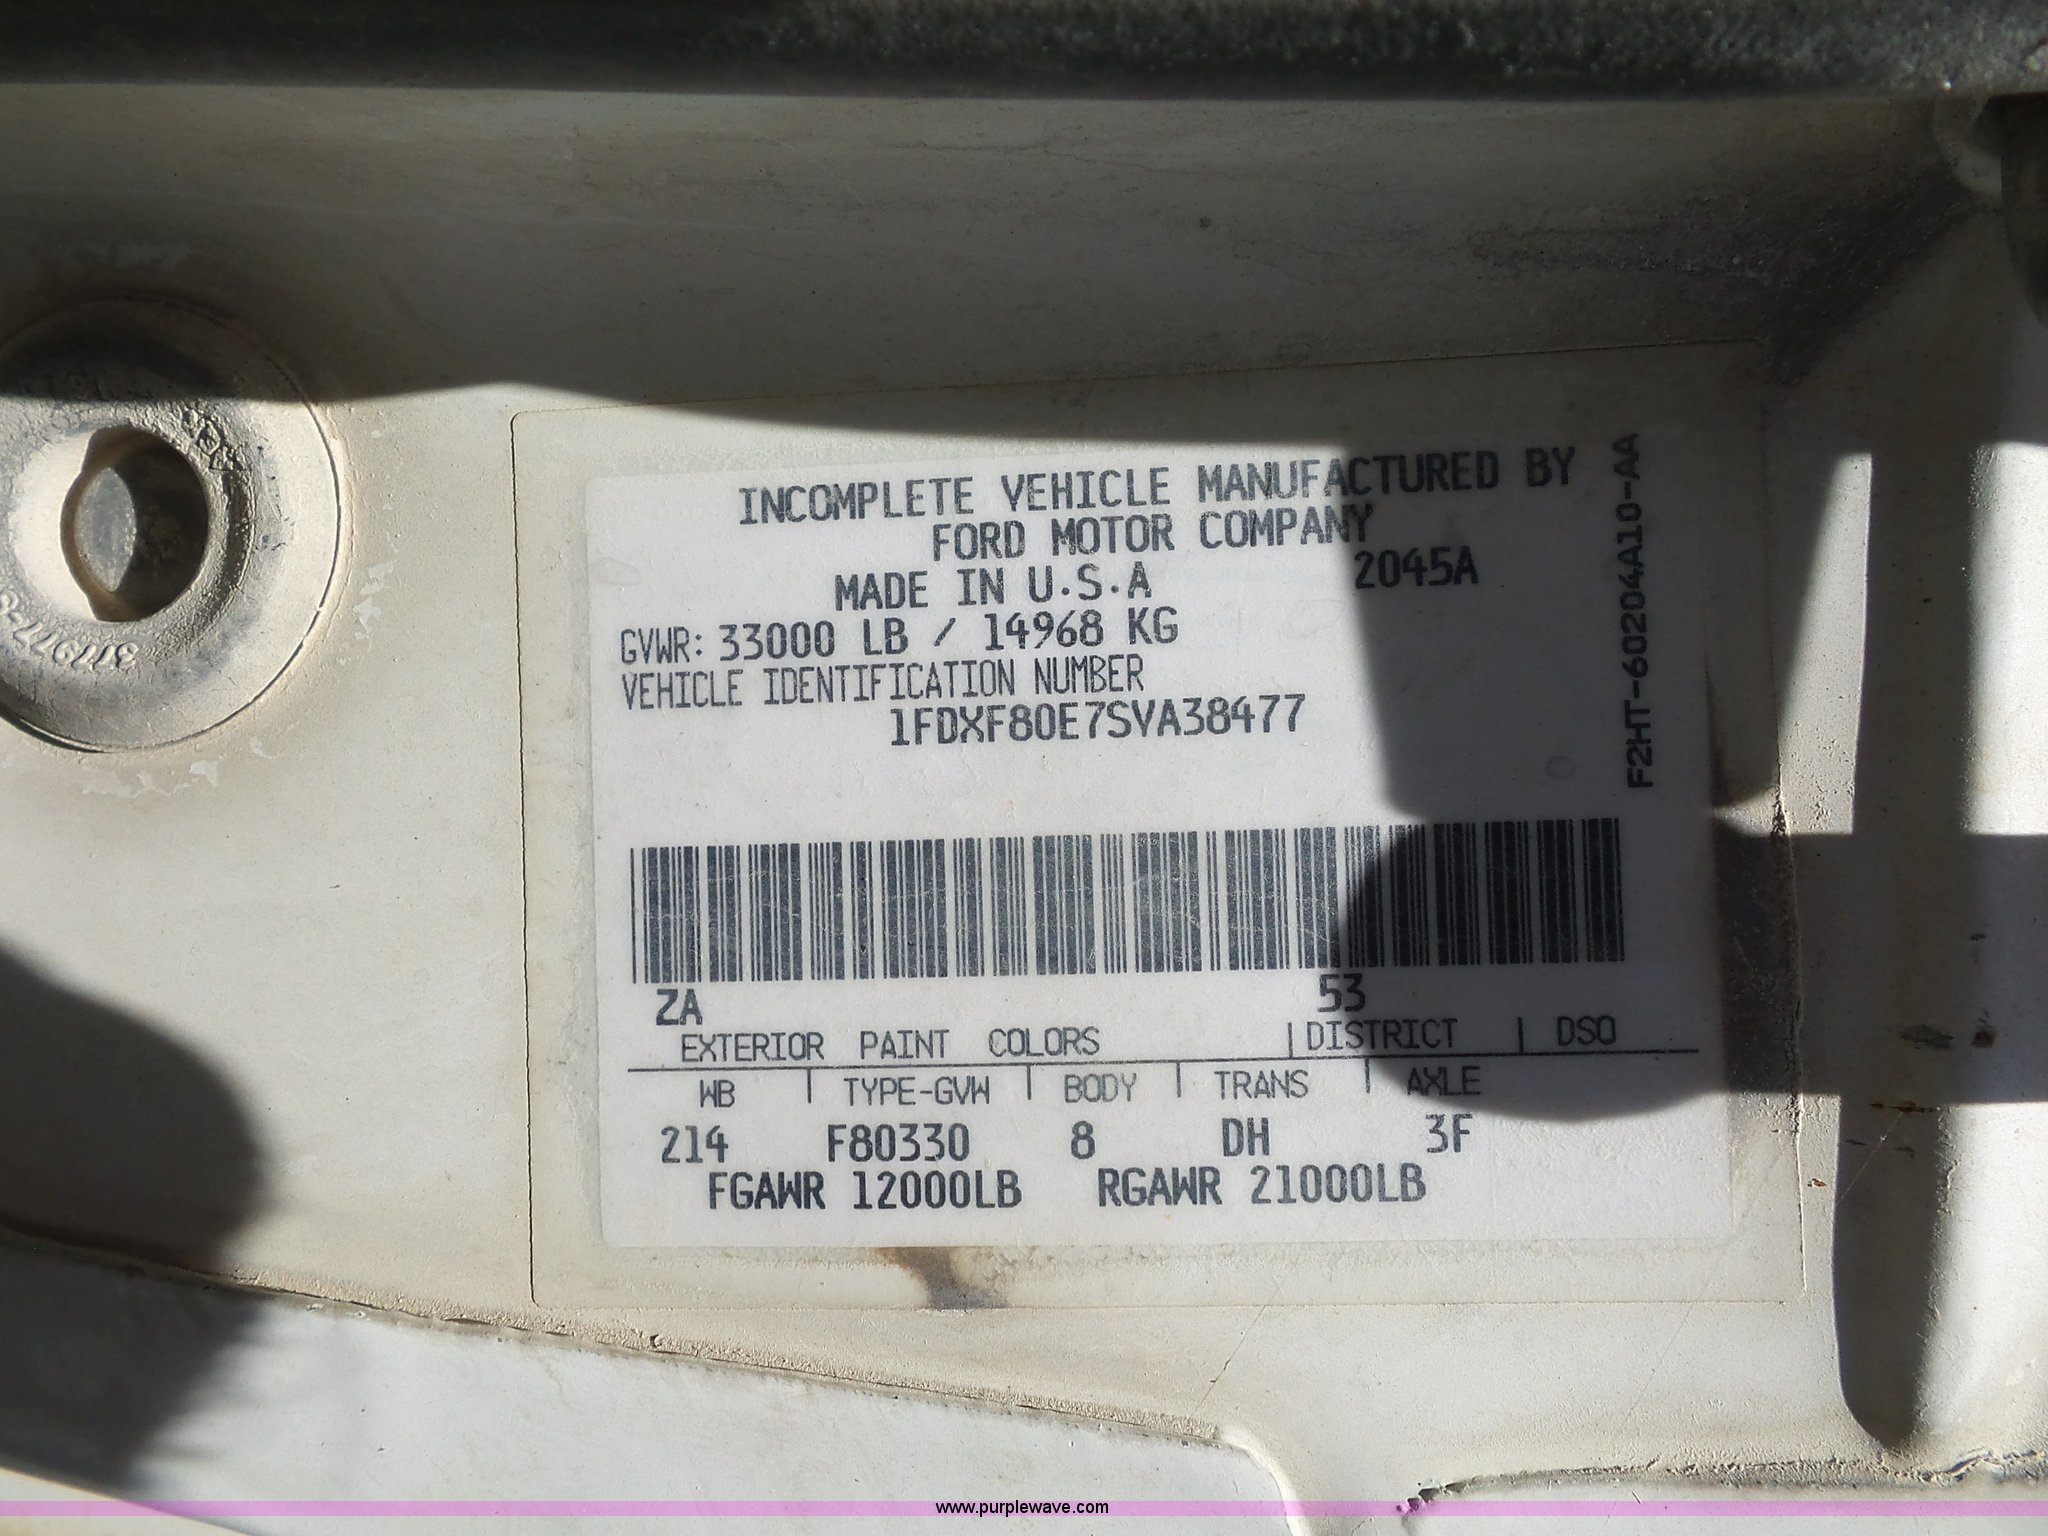 INCOMPLETE VEHICLE MANUFACTURED BY
FORD MOTOR COMPANY
MADE IN U.S.A 2045A
GVWR: 33000 LB / 14968 KG
VEHICLE IDENTIFICATION NUMBER
1FDXF80E7SVA38477
F2HT-60204A10-AA
ZA 53
EXTERIOR PAINT COLORS | DISTRICT | DSO
WB | TYPE-GVW | BODY | TRANS | AXLE
214 F80330 8 DH 3F
FGAWR 12000LB RGAWR 21000LB
www.purplewave.com